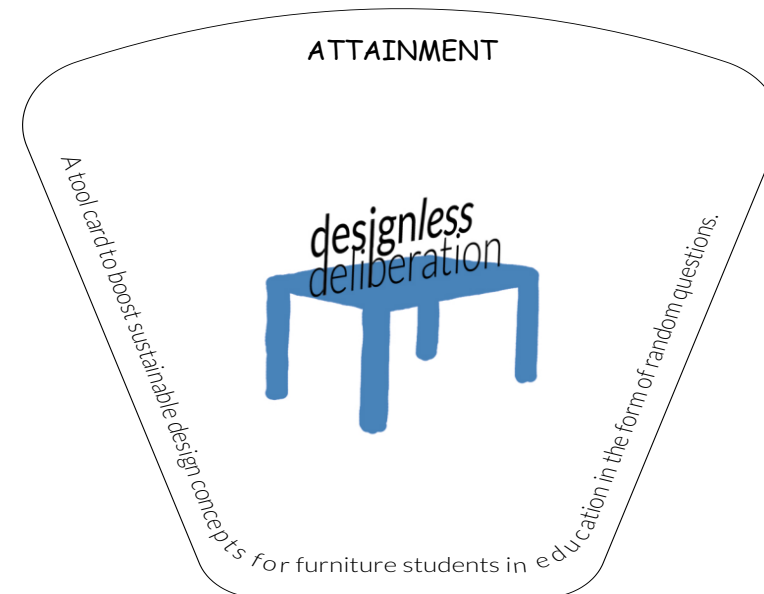 ATTAINMENT
designless
deliberation
A tool card to boost sustainable design concepts for furniture students in education in the form of random questions.